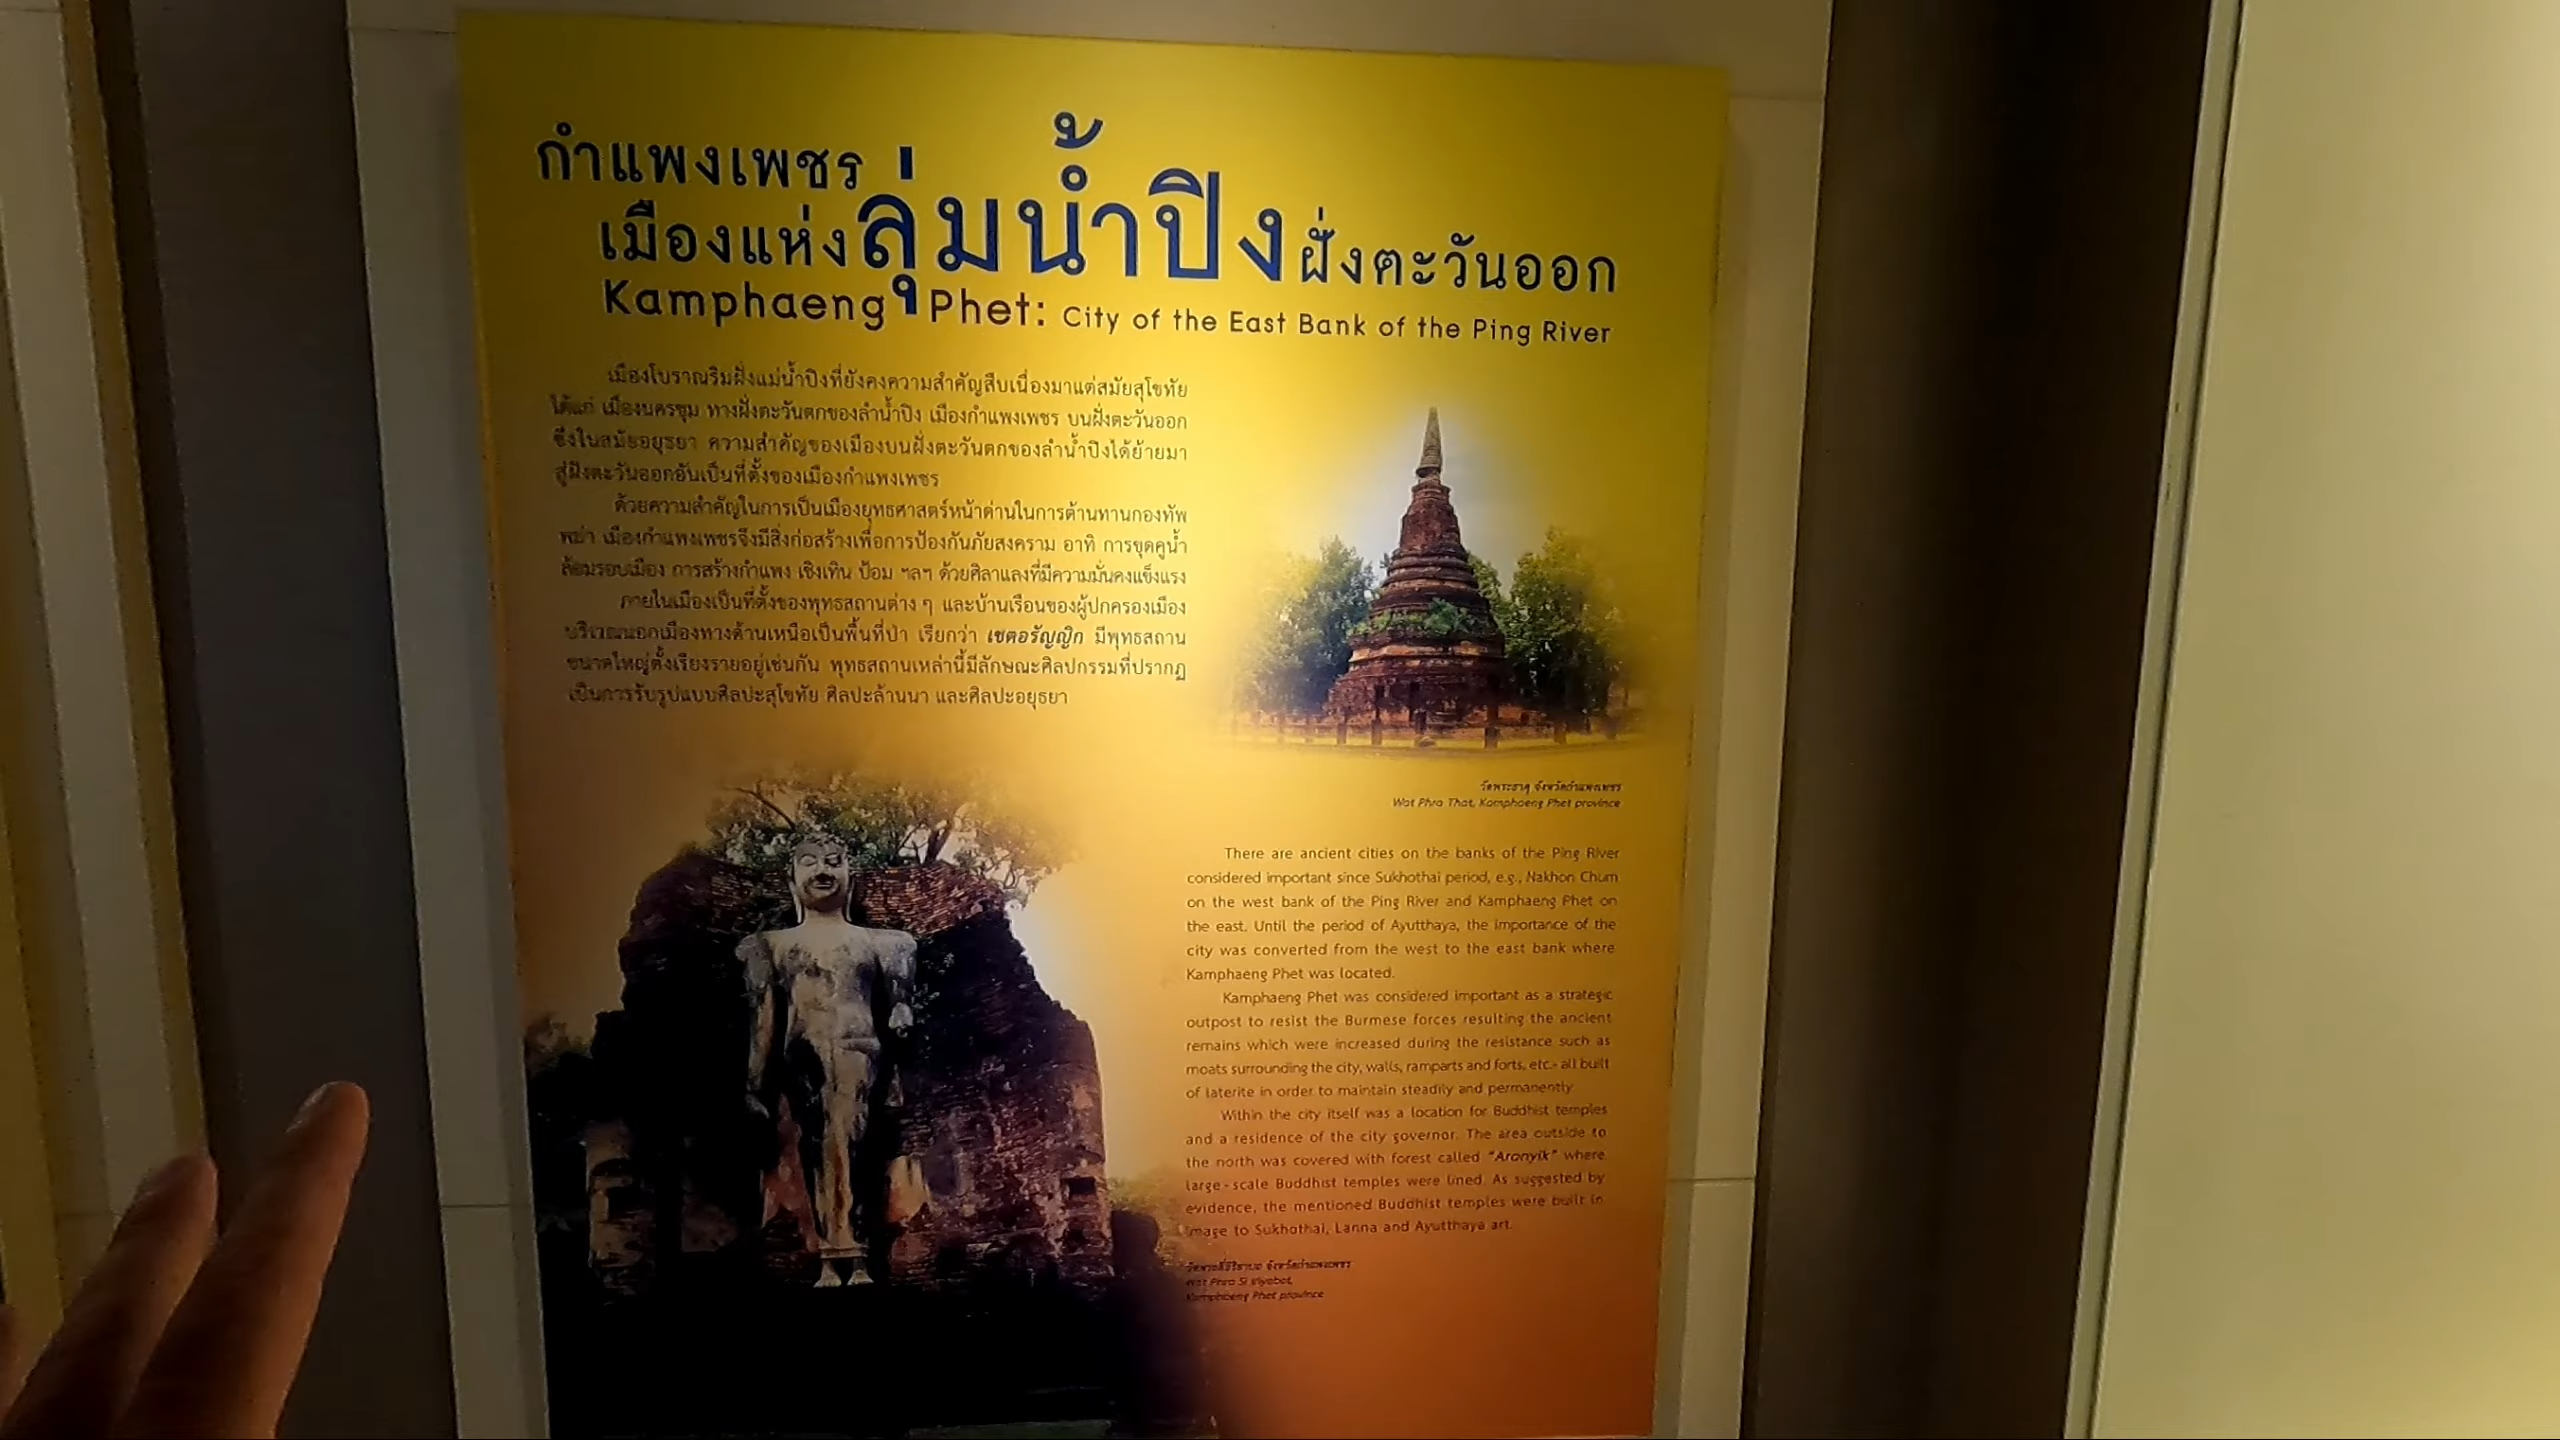 กำแพงเพชร
เมืองแห่งลุ่มน้ำปิงฝั่งตะวันออก
Kamphaeng Phet: City of the East Bank of the Ping River
เมืองโบราณริมฝั่งแม่น้ำปิงที่ยังคงความสำคัญสืบเนื่องมาแต่สมัยสุโขทัย
ได้แก่ เมืองนครชุม ทางฝั่งตะวันตกของลำน้ำปิง เมืองกำแพงเพชร บนฝั่งตะวันออก
ซึ่งในสมัยอยุธยา ความสำคัญของเมืองบนฝั่งตะวันตกของลำน้ำปิงได้ย้ายมา
สู่ฝั่งตะวันออกอันเป็นที่ตั้งของเมืองกำแพงเพชร
ด้วยความสำคัญในการเป็นเมืองยุทธศาสตร์หน้าด่านในการต้านทานกองทัพ
พม่า เมืองกำแพงเพชรจึงมีสิ่งก่อสร้างเพื่อการป้องกันภัยสงคราม อาทิ การขุดคูน้ำ
ล้อมรอบเมือง การสร้างกำแพง เชิงเทิน ป้อม ฯลฯ ด้วยศิลาแลงที่มีความมั่นคงแข็งแรง
ภายในเมืองเป็นที่ตั้งของพุทธสถานต่าง ๆ และบ้านเรือนของผู้ปกครองเมือง
บริเวณนอกเมืองทางด้านเหนือเป็นพื้นที่ป่า เรียกว่า เขตอรัญญิก มีพุทธสถาน
ขนาดใหญ่ตั้งเรียงรายอยู่เช่นกัน พุทธสถานเหล่านี้มีลักษณะศิลปกรรมที่ปรากฏ
เป็นการรับรูปแบบศิลปะสุโขทัย ศิลปะล้านนา และศิลปะอยุธยา
วัดพระธาตุ จังหวัดกำแพงเพชร
Wat Phra That, Kamphaeng Phet province
There are ancient cities on the banks of the Ping River
considered important since Sukhothai period, e.g., Nakhon Chum
on the west bank of the Ping River and Kamphaeng Phet on
the east. Until the period of Ayutthaya, the importance of the
city was converted from the west to the east bank where
Kamphaeng Phet was located.
Kamphaeng Phet was considered important as a strategic
outpost to resist the Burmese forces resulting the ancient
remains which were increased during the resistance such as
moats surrounding the city, walls, ramparts and forts, etc.- all built
of laterite in order to maintain steadily and permanently.
Within the city itself was a location for Buddhist temples
and a residence of the city governor. The area outside to
the north was covered with forest called "Aranyik" where
large-scale Buddhist temples were lined. As suggested by
evidence, the mentioned Buddhist temples were built in
image to Sukhothai, Lanna and Ayutthaya art.
จังหวัดกำแพงเพชร
Wat Phra Si
Kamphaeng Phet province